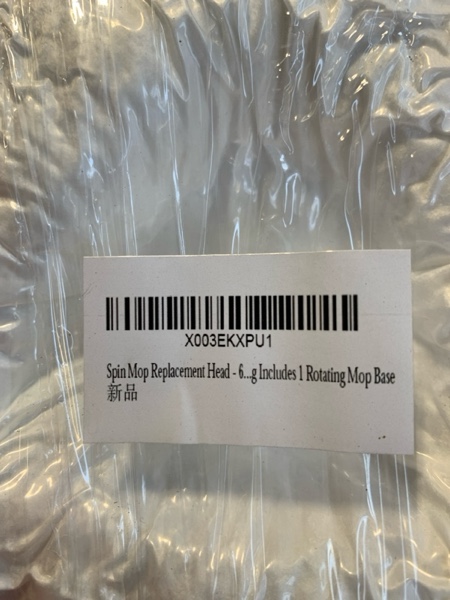 X003EKXPU1
Spin Mop Replacement Head - 6...g Includes 1 Rotating Mop Base
新品